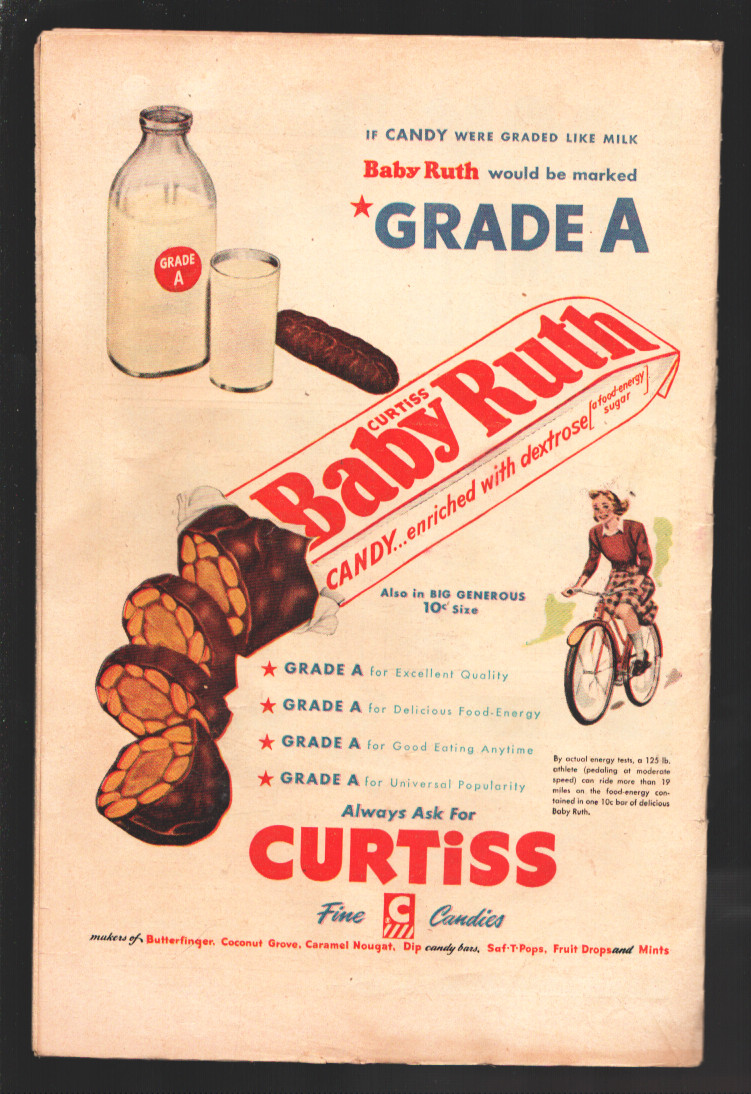 IF CANDY WERE GRADED LIKE MILK
Baby Ruth would be marked
★GRADE A
GRADE
A
CURTISS
Baby Ruth
CANDY...enriched with dextrose [a food-energy sugar]
Also in BIG GENEROUS
10¢ Size
★ GRADE A for Excellent Quality
★ GRADE A for Delicious Food-Energy
★ GRADE A for Good Eating Anytime
★ GRADE A for Universal Popularity
By actual energy tests, a 125 lb.
athlete (pedaling at moderate
speed) can ride more than 19
miles on the food-energy con-
tained in one 10c bar of delicious
Baby Ruth.
Always Ask For
CURTiSS
Fine C Candies
makers of Butterfinger, Coconut Grove, Caramel Nougat, Dip candy bars, Saf-T-Pops, Fruit Drops and Mints